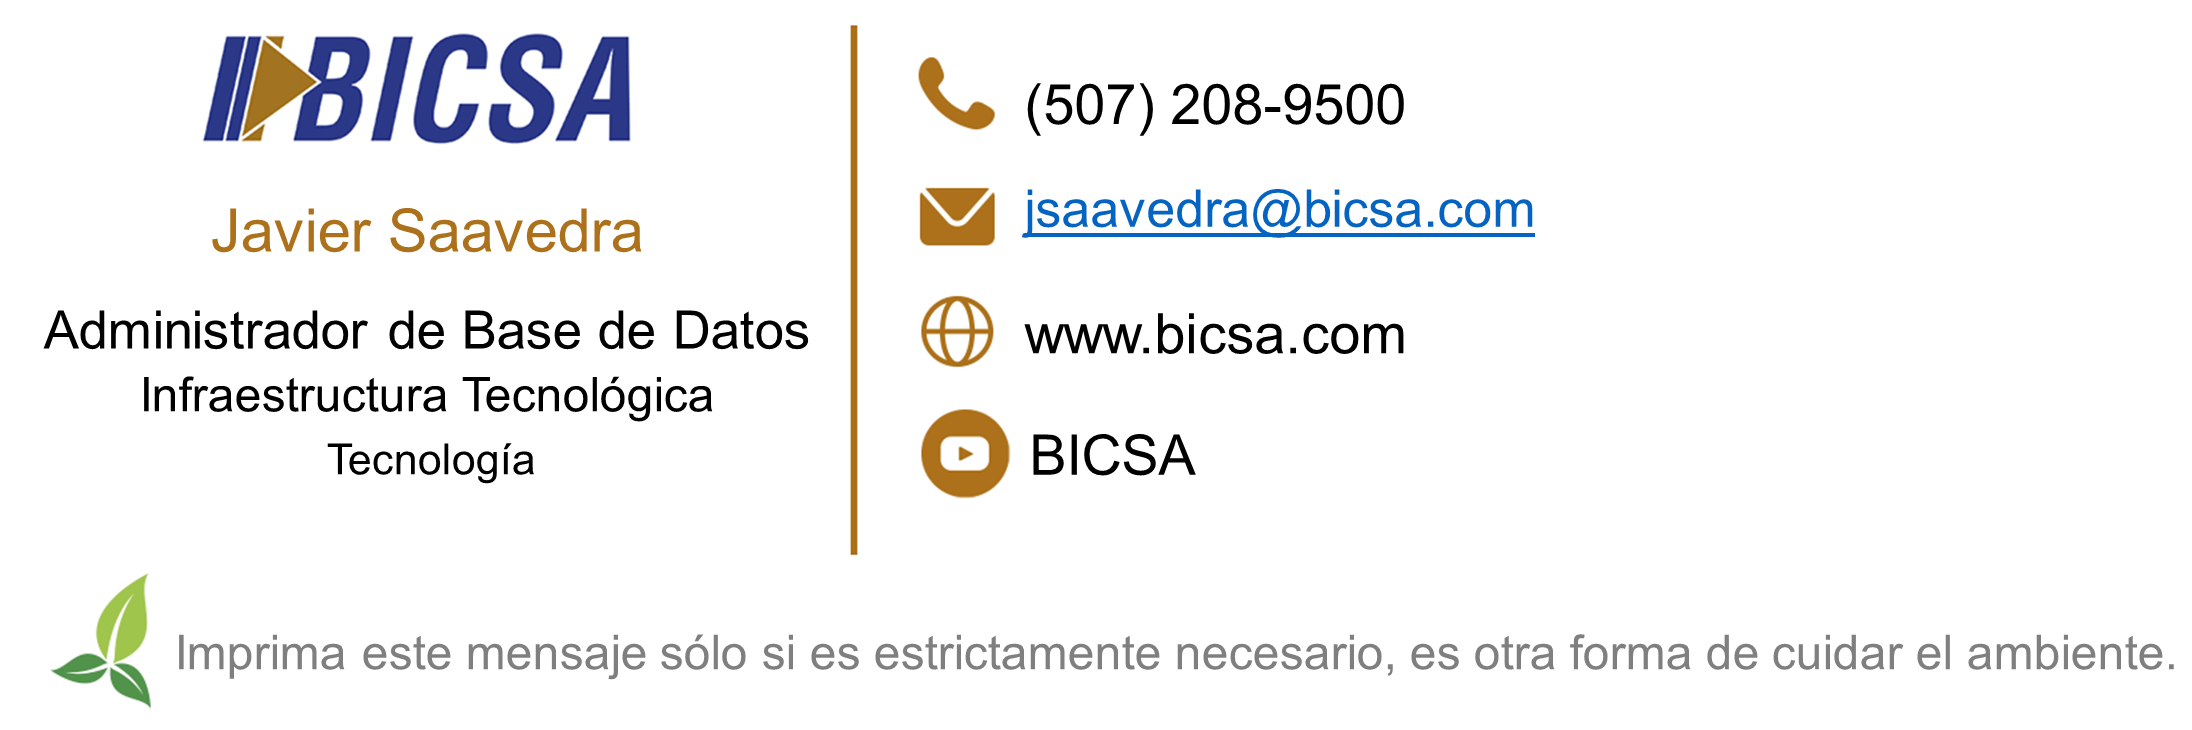 BICSA
Javier Saavedra
Administrador de Base de Datos
Infraestructura Tecnológica
Tecnología
(507) 208-9500
jsaavedra@bicsa.com
www.bicsa.com
BICSA
Imprima este mensaje sólo si es estrictamente necesario, es otra forma de cuidar el ambiente.